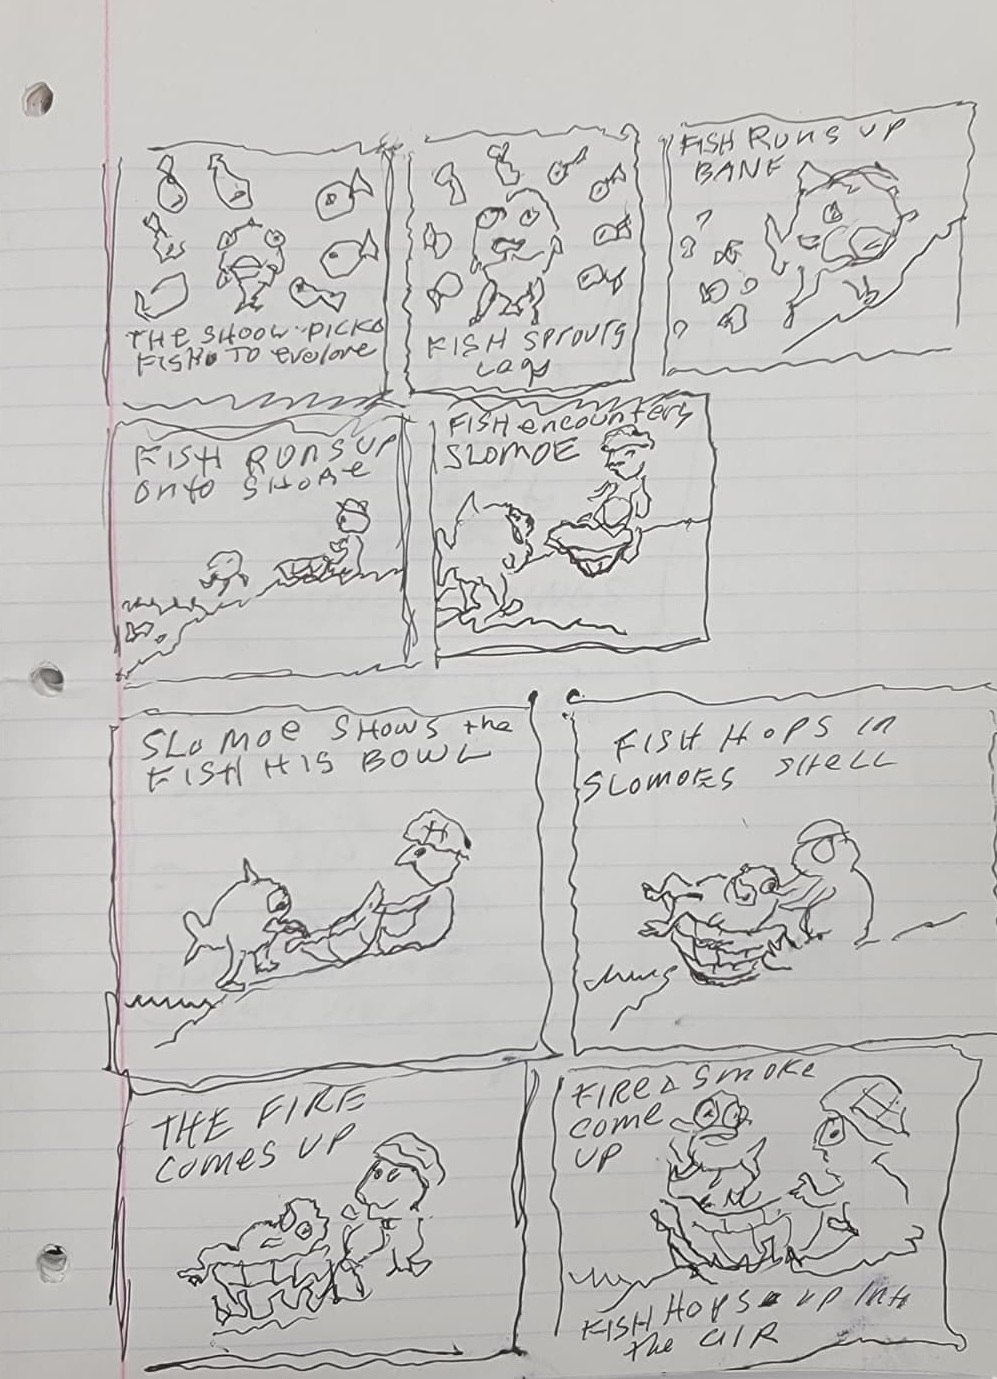 THE SHOOW PICKS
FISH TO evolove
FISH Sprouts
Legs
FISH RUNS UP
BANK
FISH RUNS UP
onto SHORE
FISH encounters
SLOMOE
SLOMOE SHOWS the
FISH HIS BOWL
FISH HOPS in
SLOMOES SHELL
THE FIRE
comes UP
FIRE & SMOKE
come
UP
FISH HOPS UP into
the AIR